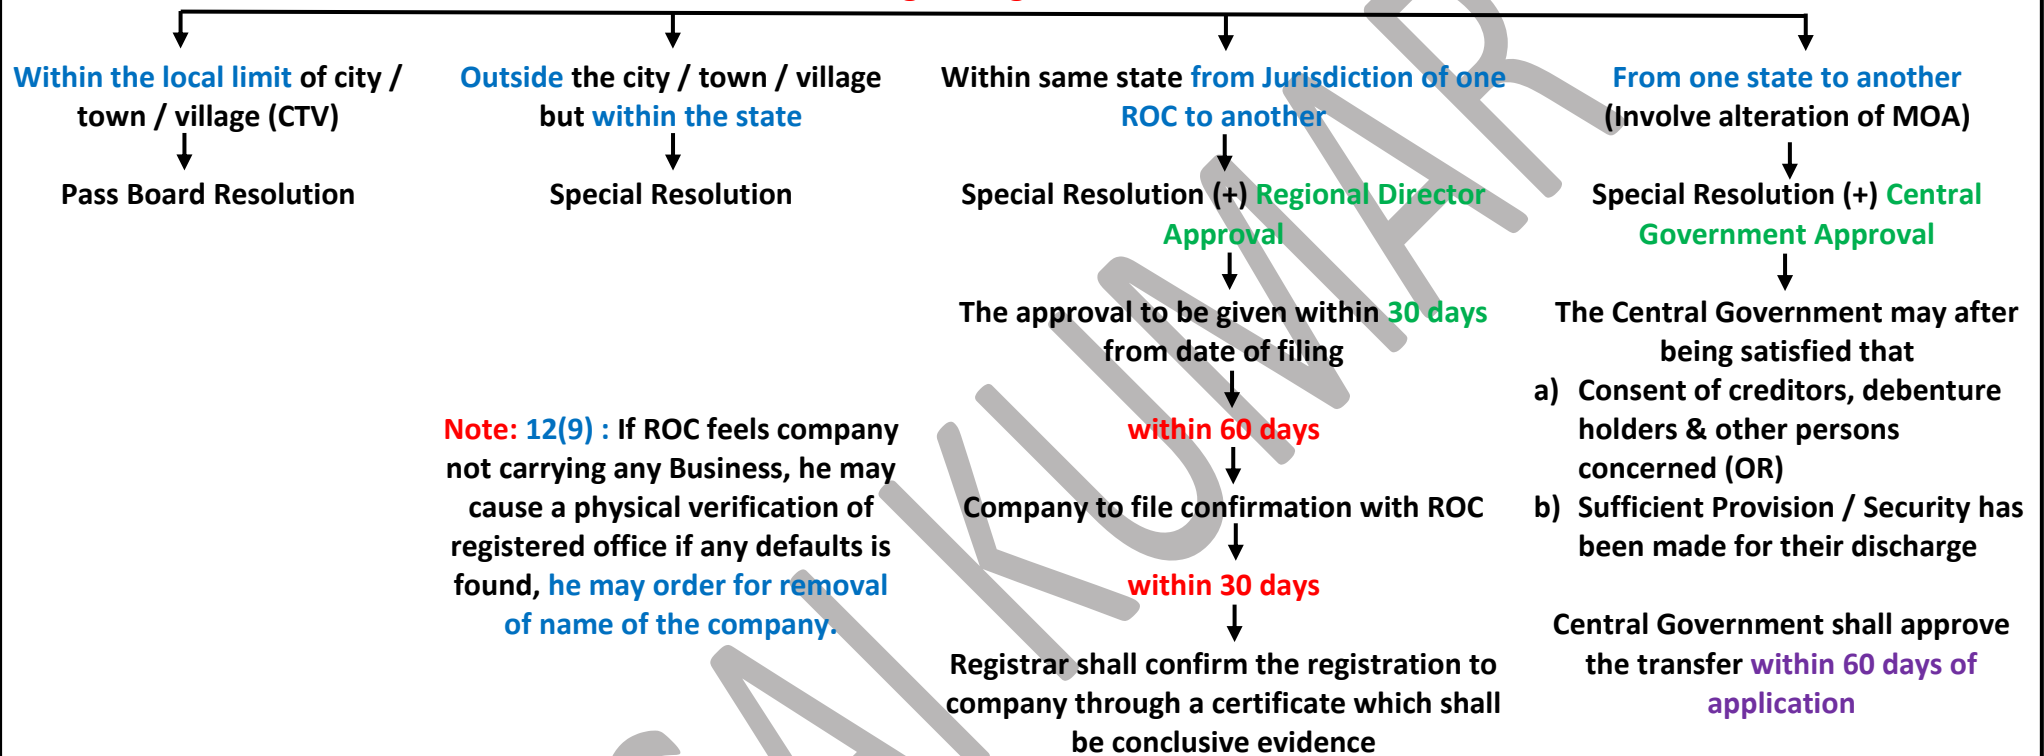 Within the local limit of city /
town / village (CTV)
Pass Board Resolution
Outside the city / town / village
but within the state
Special Resolution
Note: 12(9) : If ROC feels company
not carrying any Business, he may
cause a physical verification of
registered office if any defaults is
found, he may order for removal
of name of the company.
Within same state from Jurisdiction of one
ROC to another
Special Resolution (+) Regional Director
Approval
The approval to be given within 30 days
from date of filing
within 60 days
Company to file confirmation with ROC
within 30 days
Registrar shall confirm the registration to
company through a certificate which shall
be conclusive evidence
From one state to another
(Involve alteration of MOA)
Special Resolution (+) Central
Government Approval
The Central Government may after
being satisfied that
a) Consent of creditors, debenture
holders & other persons
concerned (OR)
b) Sufficient Provision / Security has
been made for their discharge
Central Government shall approve
the transfer within 60 days of
application
SAI KUMAR